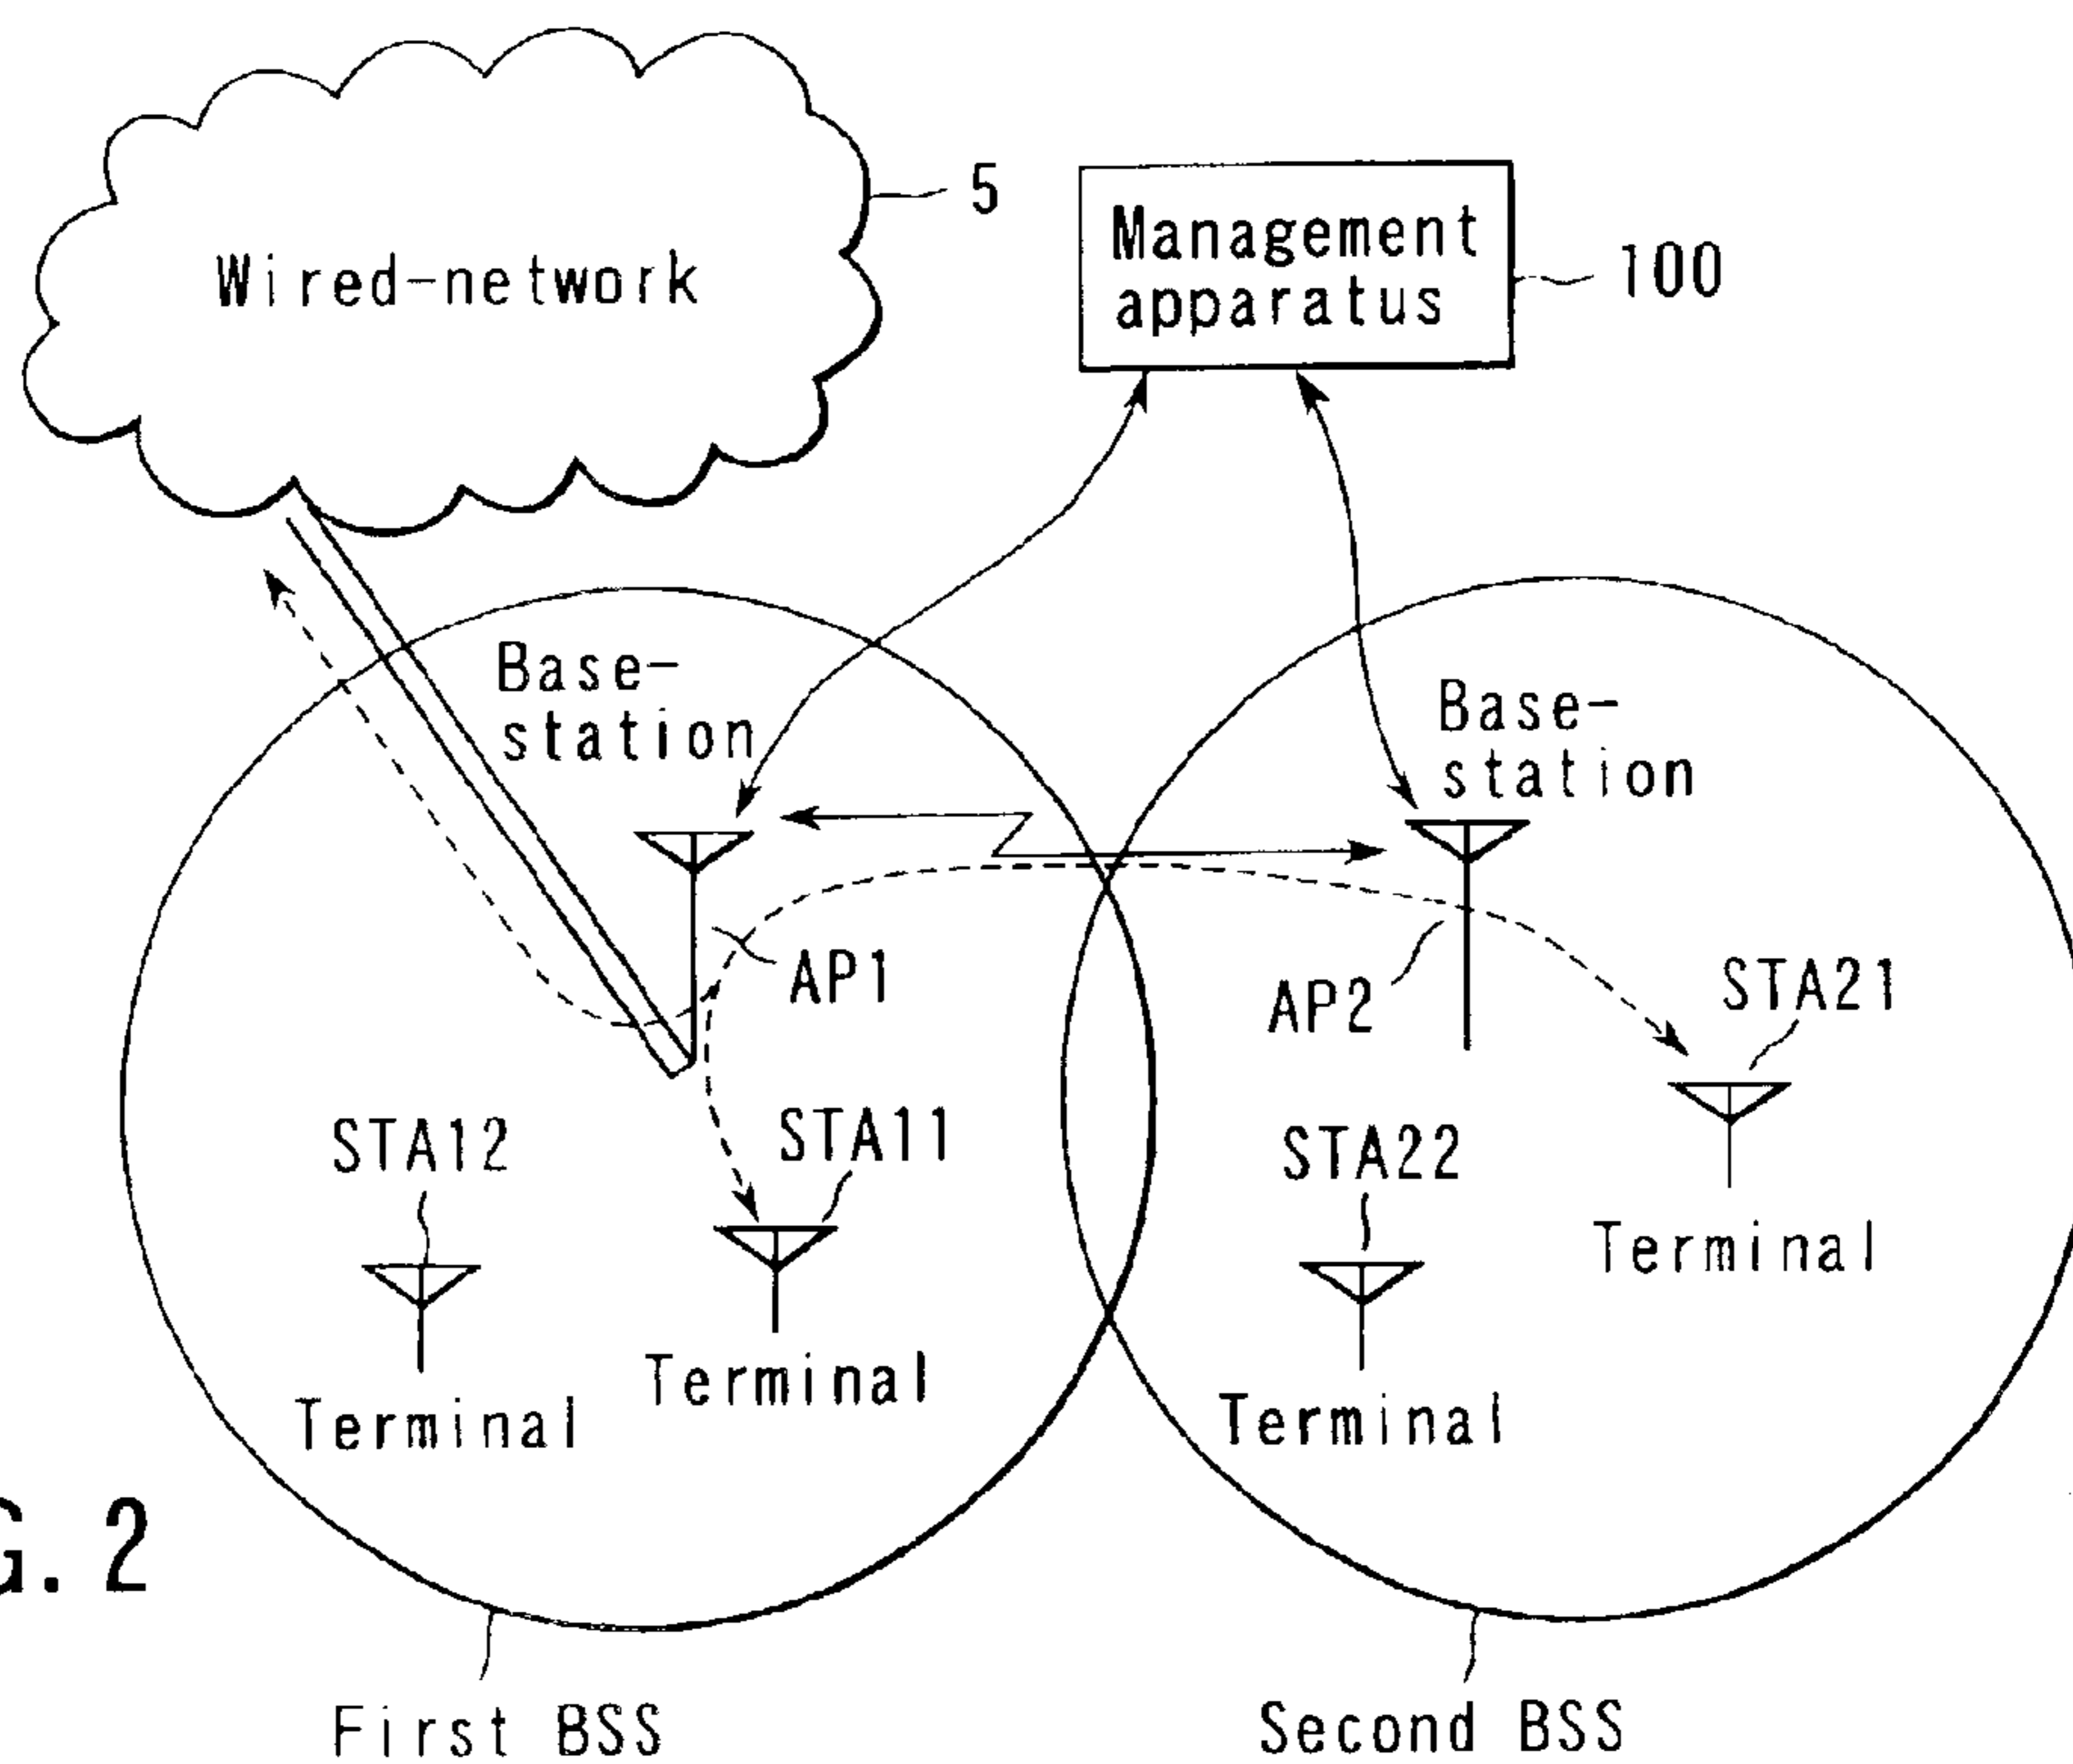 5
Wired-network
Management
apparatus
100
Base-
station
Base-
station
AP1
AP2
STA21
STA12
STA11
STA22
Terminal
Terminal
Terminal
Terminal
G. 2
First BSS
Second BSS